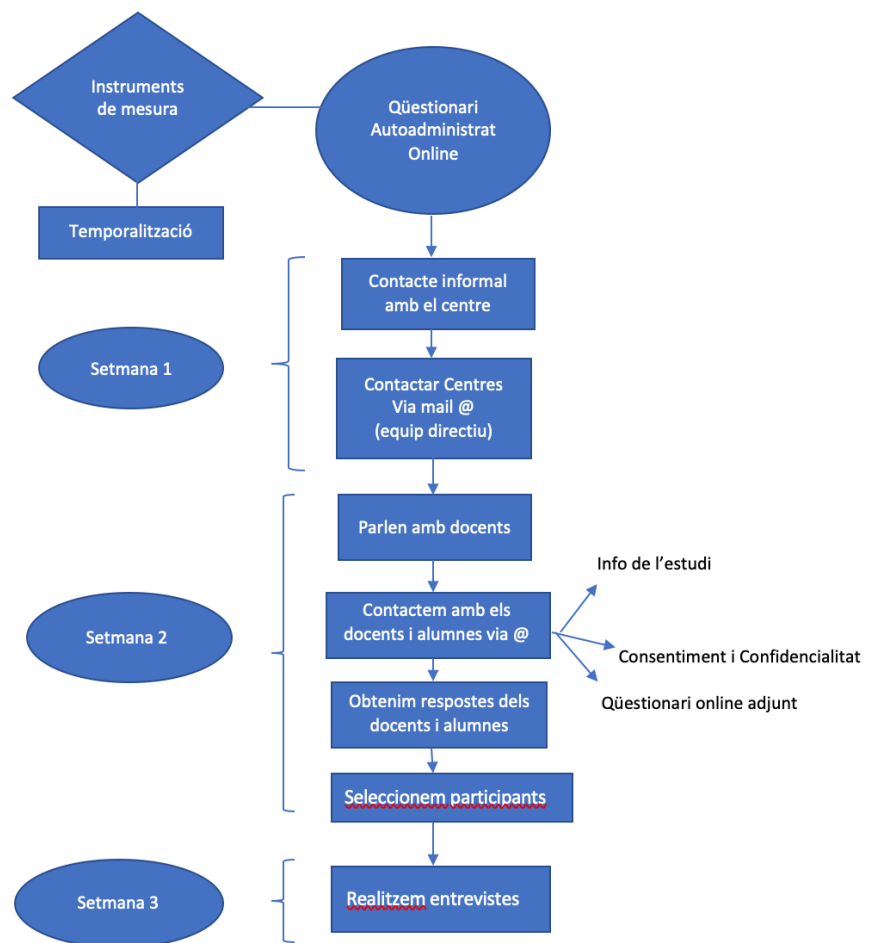 Instruments
de mesura
Qüestionari
Autoadministrat
Online
Temporalització
Contacte informal
amb el centre
Setmana 1
Contactar Centres
Via mail @
(equip directiu)
Parlen amb docents
Info de l’estudi
Setmana 2
Contactem amb els
docents i alumnes via @
Consentiment i Confidencialitat
Qüestionari online adjunt
Obtenim respostes dels
docents i alumnes
Seleccionem participants
Setmana 3
Realitzem entrevistes